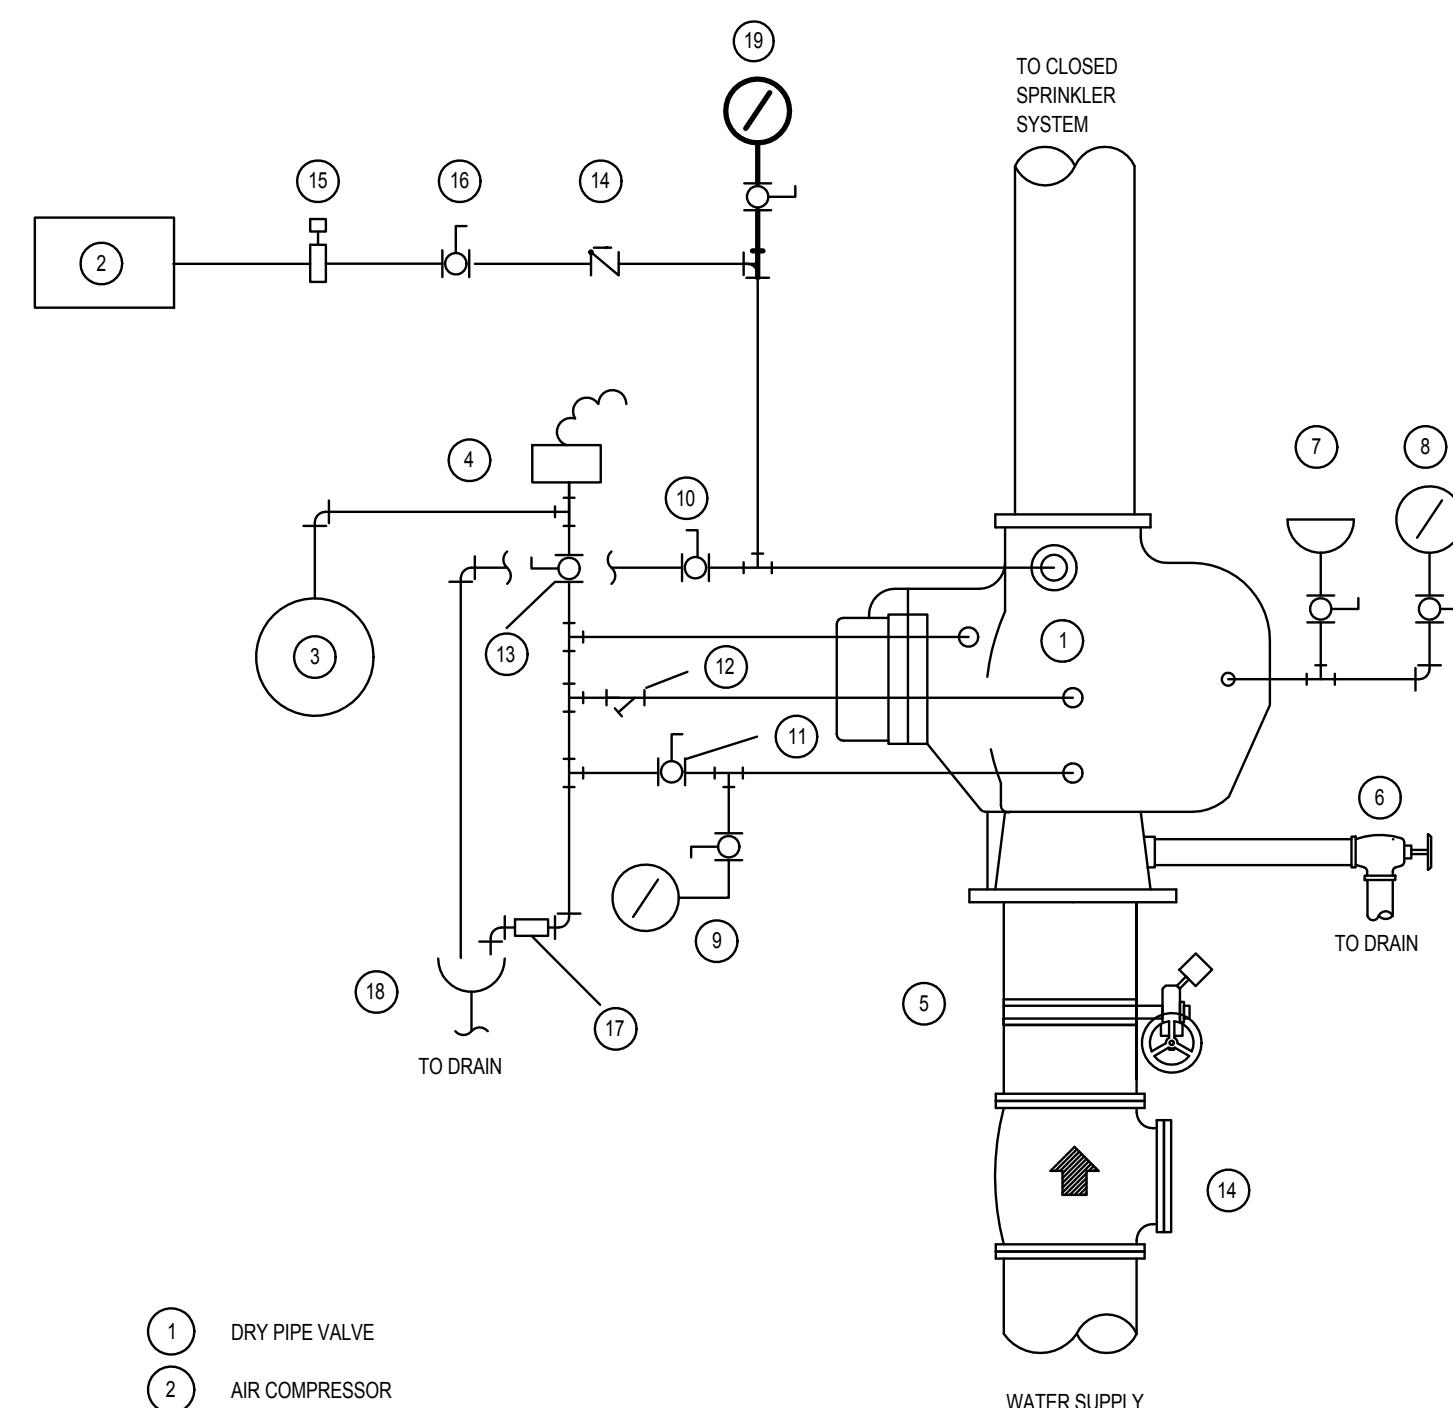 19
TO CLOSED
SPRINKLER
SYSTEM
15
16
14
2
4
10
7
8
3
13
12
1
11
6
9
TO DRAIN
18
5
17
TO DRAIN
14
1 DRY PIPE VALVE
2 AIR COMPRESSOR
WATER SUPPLY